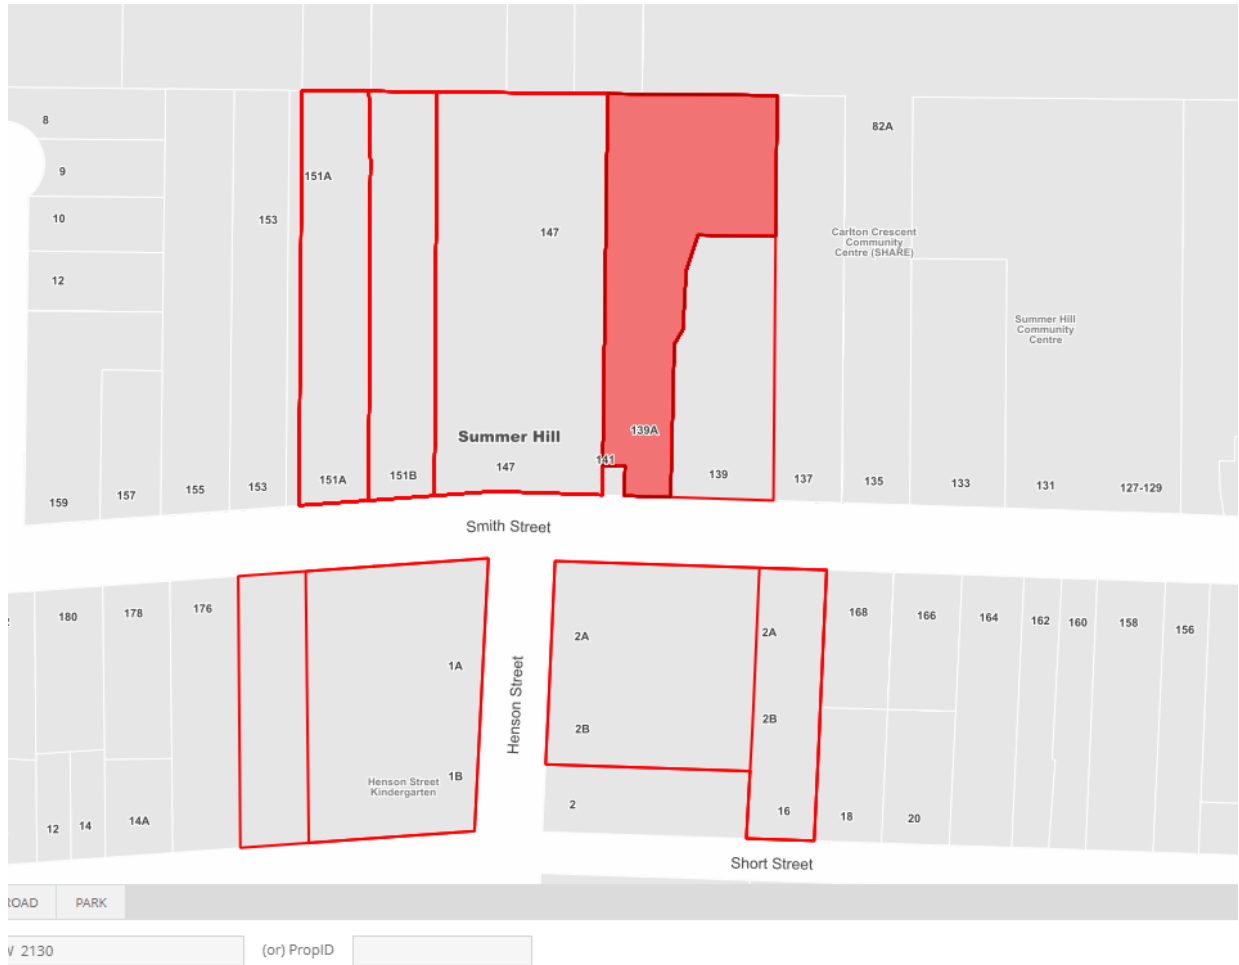 8
82A
9
151A
10
153
147
Carlton Crescent
Community
Centre (SHARE)
12
Summer Hill
Community
Centre
139A
Summer Hill
141
147
151B
151A
139
137
135
133
131
127-129
153
155
157
159
Smith Street
180
178
176
168
166
164
162
160
158
156
2A
2A
1A
Henson Street
2B
2B
1B
Henson Street
Kindergarten
2
16
18
20
12
14
14A
Short Street
ROAD
PARK
2130
(or) PropID